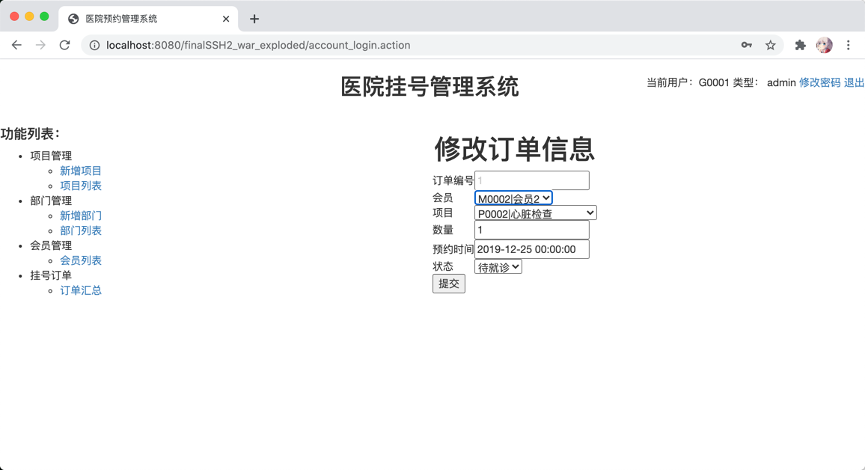 医院预约管理系统
localhost:8080/finalSSH2_war_exploded/account_login.action
医院挂号管理系统
当前用户：G0001 类型： admin 修改密码 退出
功能列表：
项目管理
新增项目
项目列表
部门管理
新增部门
部门列表
会员管理
会员列表
挂号订单
订单汇总
修改订单信息
订单编号 1
会员 M0002|会员2
项目 P0002|心脏检查
数量 1
预约时间 2019-12-25 00:00:00
状态 待就诊
提交